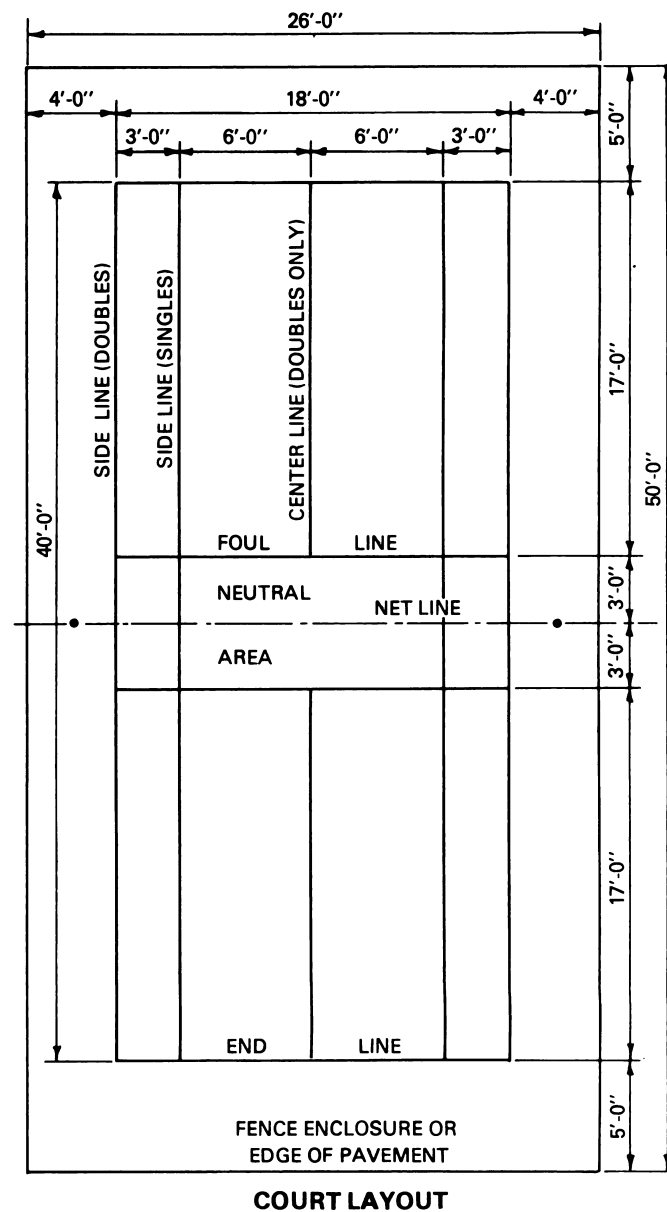 26'-0"
4'-0"
18'-0"
4'-0"
5'-0"
3'-0"
6'-0"
6'-0"
3'-0"
SIDE LINE (DOUBLES)
SIDE LINE (SINGLES)
CENTER LINE (DOUBLES ONLY)
17'-0"
50'-0"
40'-0"
FOUL LINE
NEUTRAL
NET LINE
3'-0"
AREA
3'-0"
17'-0"
END LINE
5'-0"
FENCE ENCLOSURE OR
EDGE OF PAVEMENT
COURT LAYOUT